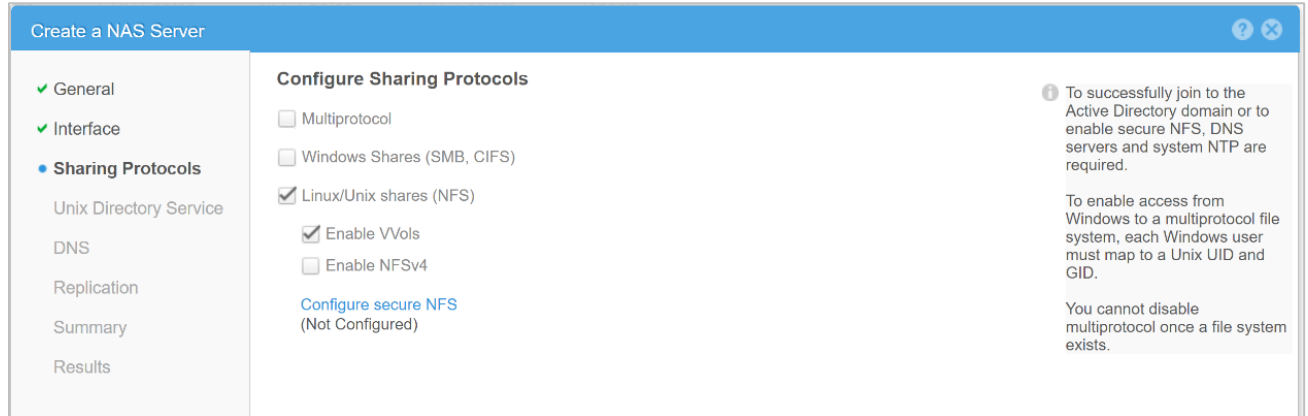 Create a NAS Server
General
Interface
Sharing Protocols
Unix Directory Service
DNS
Replication
Summary
Results
Configure Sharing Protocols
Multiprotocol
Windows Shares (SMB, CIFS)
Linux/Unix shares (NFS)
Enable VVols
Enable NFSv4
Configure secure NFS
(Not Configured)
To successfully join to the
Active Directory domain or to
enable secure NFS, DNS
servers and system NTP are
required.
To enable access from
Windows to a multiprotocol file
system, each Windows user
must map to a Unix UID and
GID.
You cannot disable
multiprotocol once a file system
exists.